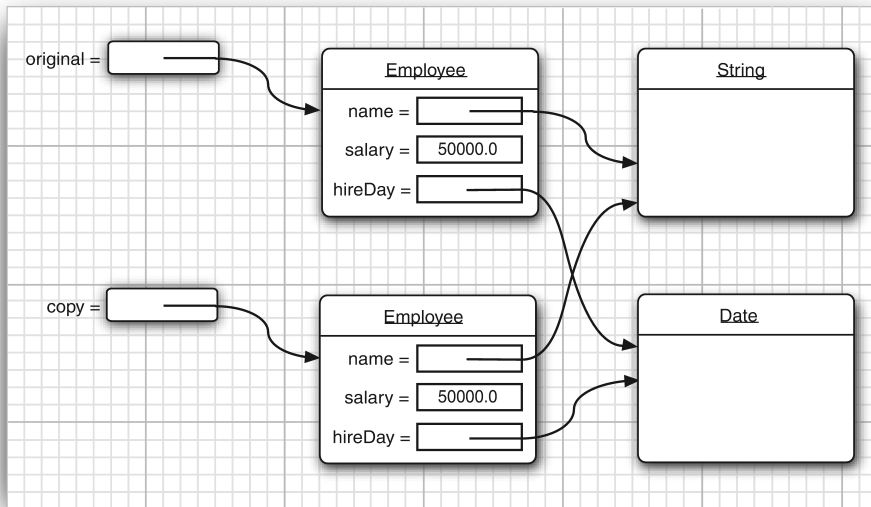 original =
Employee
name =
salary = 50000.0
hireDay =
String
copy =
Employee
name =
salary = 50000.0
hireDay =
Date